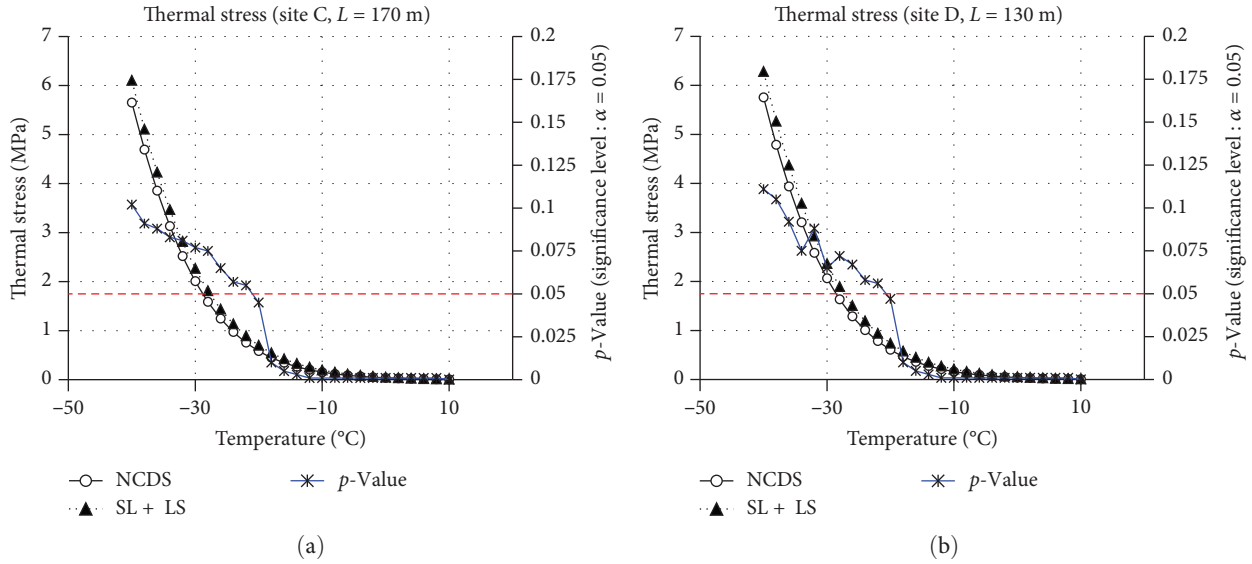 Thermal stress (site C, L = 170 m)
7
6
5
4
3
2
1
0
Thermal stress (MPa)
0.2
0.175
0.15
0.125
0.1
0.075
0.05
0.025
0
p-Value (significance level : α = 0.05)
−50 −30 −10 10
Temperature (°C)
NCDS p-Value
SL + LS
(a)
Thermal stress (site D, L = 130 m)
7
6
5
4
3
2
1
0
Thermal stress (MPa)
0.2
0.175
0.15
0.125
0.1
0.075
0.05
0.025
0
p-Value (significance level : α = 0.05)
−50 −30 −10 10
Temperature (°C)
NCDS p-Value
SL + LS
(b)